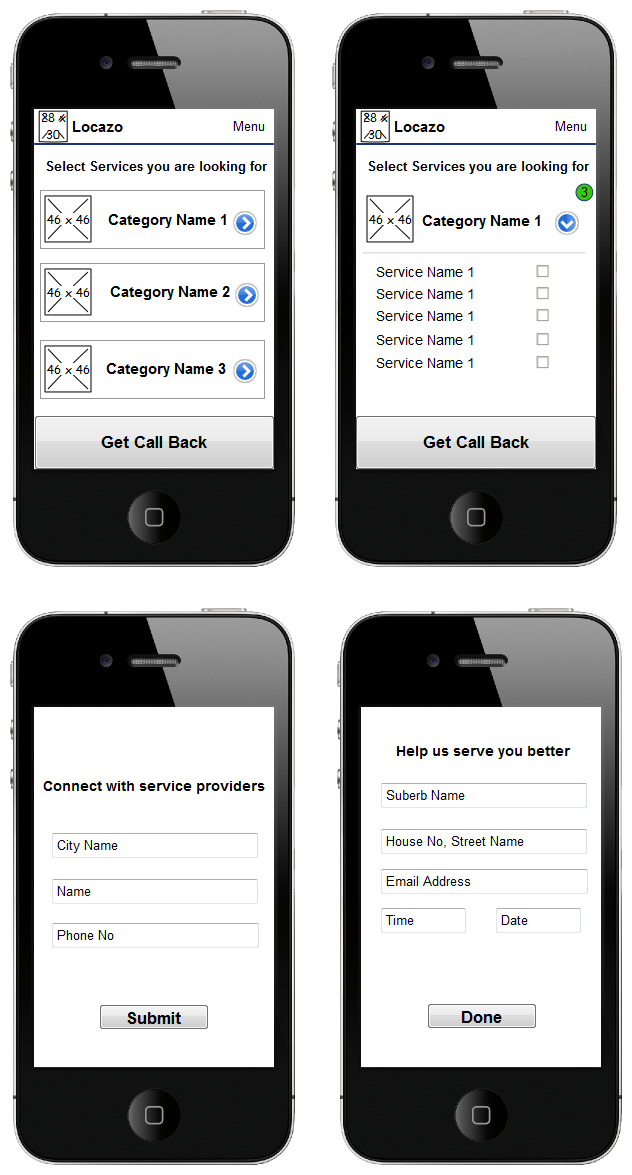 28 x
30
Locazo
Menu
Select Services you are looking for
46 x 46
Category Name 1
46 x 46
Category Name 2
46 x 46
Category Name 3
Get Call Back
28 x
30
Locazo
Menu
Select Services you are looking for
3
46 x 46
Category Name 1
Service Name 1
Service Name 1
Service Name 1
Service Name 1
Service Name 1
Get Call Back
Connect with service providers
City Name
Name
Phone No
Submit
Help us serve you better
Suberb Name
House No, Street Name
Email Address
Time
Date
Done